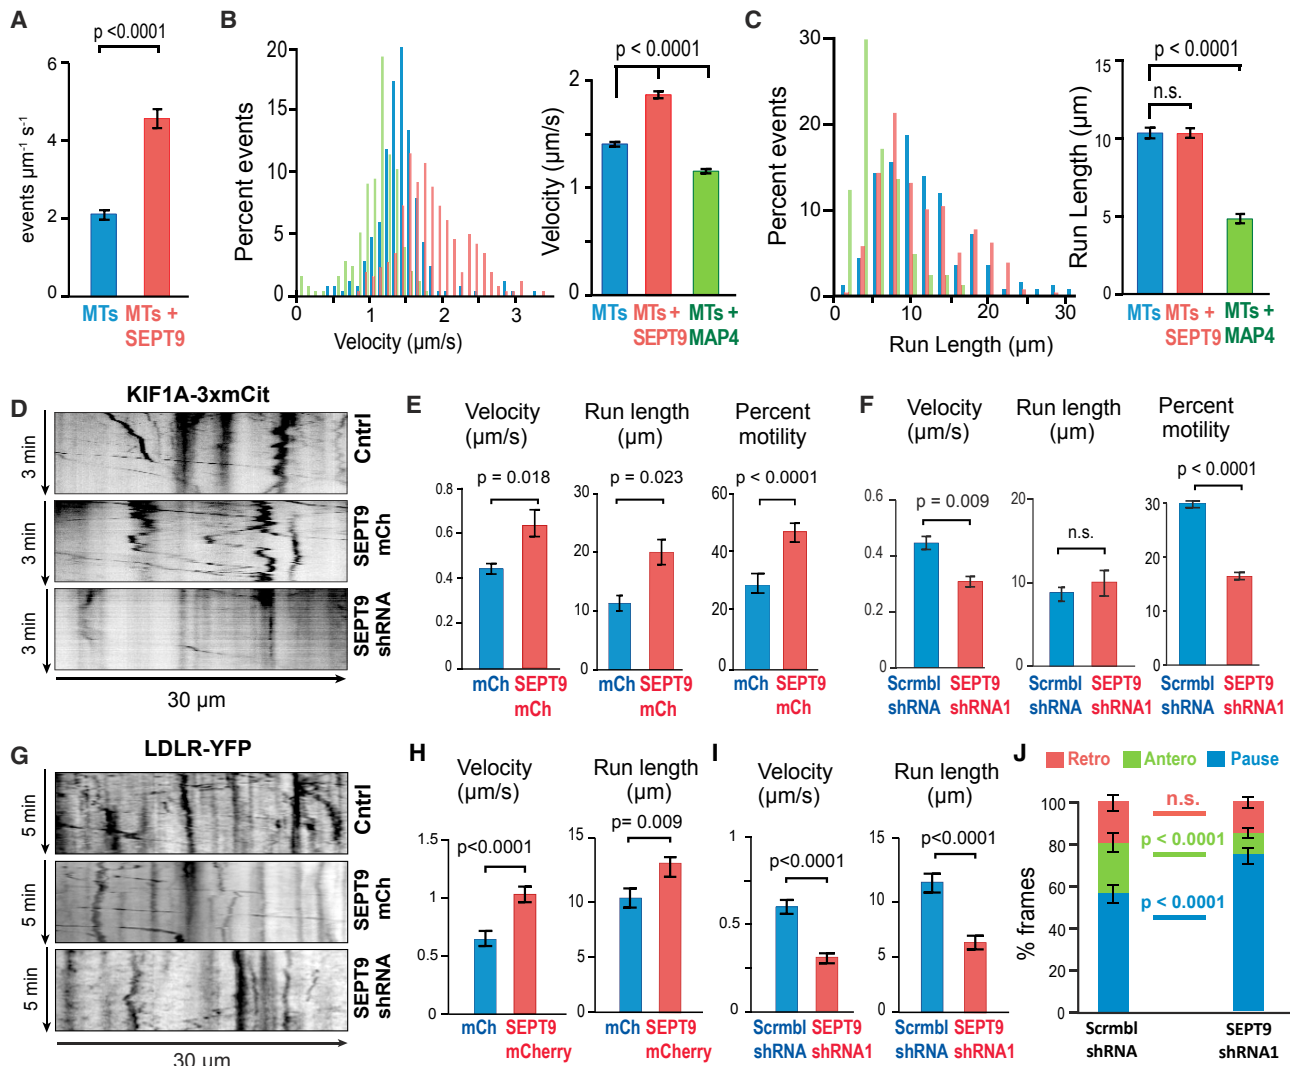 A
p <0.0001
events µm⁻¹ s⁻¹
6
4
2
0
MTs
MTs +
SEPT9
B
Percent events
20
15
10
5
0
0
1
2
3
Velocity (µm/s)
p < 0.0001
Velocity (µm/s)
2
1
0
MTs
MTs +
SEPT9
MTs +
MAP4
C
Percent events
30
20
10
0
0
10
20
30
Run Length (µm)
p < 0.0001
n.s.
Run Length (µm)
15
10
5
0
MTs
MTs +
SEPT9
MTs +
MAP4
D
KIF1A-3xmCit
3 min
Cntrl
3 min
SEPT9
mCh
3 min
SEPT9
shRNA
30 µm
E
Velocity
(µm/s)
p = 0.018
0.8
0.6
0.4
0.2
0
mCh
SEPT9
mCh
Run length
(µm)
p = 0.023
30
20
10
0
mCh
SEPT9
mCh
Percent
motility
p < 0.0001
60
40
20
0
mCh
SEPT9
mCh
F
Velocity
(µm/s)
p = 0.009
0.6
0.4
0.2
0
Scrmbl
shRNA
SEPT9
shRNA1
Run length
(µm)
n.s.
20
10
0
Scrmbl
shRNA
SEPT9
shRNA1
Percent
motility
p < 0.0001
30
20
10
0
Scrmbl
shRNA
SEPT9
shRNA1
G
LDLR-YFP
5 min
Cntrl
5 min
SEPT9
mCh
5 min
SEPT9
shRNA
30 µm
H
Velocity
(µm/s)
p<0.0001
1.5
1
0.5
0
mCh
SEPT9
mCherry
Run length
(µm)
p= 0.009
15
10
5
0
mCh
SEPT9
mCherry
I
Velocity
(µm/s)
p<0.0001
1
0.5
0
Scrmbl
shRNA
SEPT9
shRNA1
Run length
(µm)
p<0.0001
15
10
5
0
Scrmbl
shRNA
SEPT9
shRNA1
J
Retro
Antero
Pause
% frames
100
80
60
40
20
0
n.s.
p < 0.0001
p < 0.0001
Scrmbl
shRNA
SEPT9
shRNA1